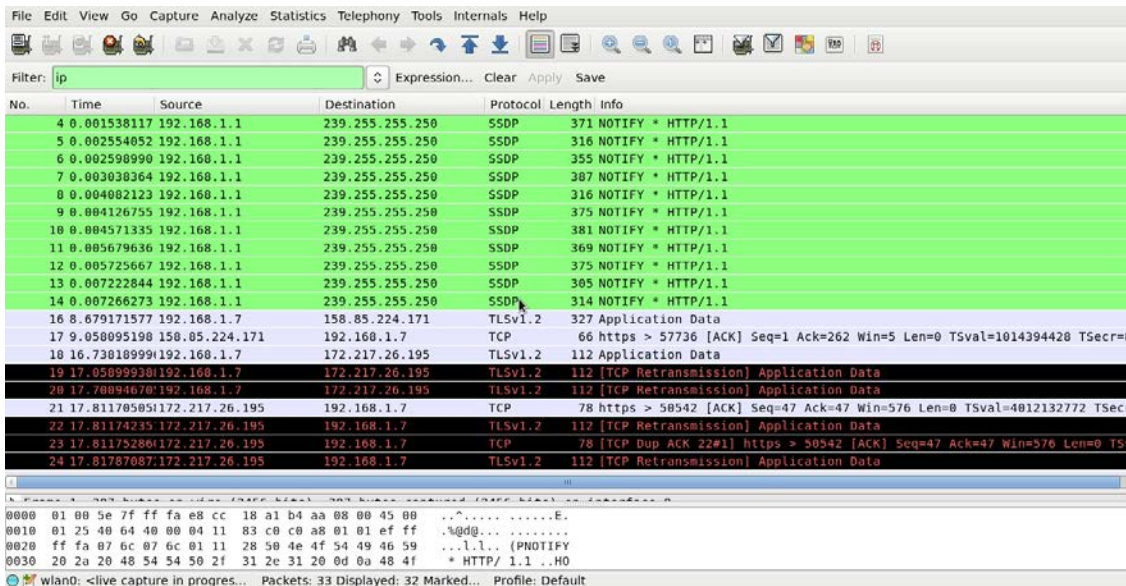 File Edit View Go Capture Analyze Statistics Telephony Tools Internals Help
Filter: ip Expression... Clear Apply Save
No. Time Source Destination Protocol Length Info
4 0.001538117 192.168.1.1 239.255.255.250 SSDP 371 NOTIFY * HTTP/1.1
5 0.002554052 192.168.1.1 239.255.255.250 SSDP 316 NOTIFY * HTTP/1.1
6 0.002598990 192.168.1.1 239.255.255.250 SSDP 355 NOTIFY * HTTP/1.1
7 0.003038364 192.168.1.1 239.255.255.250 SSDP 387 NOTIFY * HTTP/1.1
8 0.004082123 192.168.1.1 239.255.255.250 SSDP 316 NOTIFY * HTTP/1.1
9 0.004126755 192.168.1.1 239.255.255.250 SSDP 375 NOTIFY * HTTP/1.1
10 0.004571335 192.168.1.1 239.255.255.250 SSDP 381 NOTIFY * HTTP/1.1
11 0.005679636 192.168.1.1 239.255.255.250 SSDP 369 NOTIFY * HTTP/1.1
12 0.005725667 192.168.1.1 239.255.255.250 SSDP 375 NOTIFY * HTTP/1.1
13 0.007222844 192.168.1.1 239.255.255.250 SSDP 305 NOTIFY * HTTP/1.1
14 0.007266273 192.168.1.1 239.255.255.250 SSDP 314 NOTIFY * HTTP/1.1
16 8.679171577 192.168.1.7 158.85.224.171 TLSv1.2 327 Application Data
17 9.058095198 158.85.224.171 192.168.1.7 TCP 66 https > 57736 [ACK] Seq=1 Ack=262 Win=5 Len=0 TSval=1014394428 TSecr=
18 16.73818999 192.168.1.7 172.217.26.195 TLSv1.2 112 Application Data
19 17.05899938 192.168.1.7 172.217.26.195 TLSv1.2 112 [TCP Retransmission] Application Data
20 17.70094670 192.168.1.7 172.217.26.195 TLSv1.2 112 [TCP Retransmission] Application Data
21 17.81170505 172.217.26.195 192.168.1.7 TCP 78 https > 50542 [ACK] Seq=47 Ack=47 Win=576 Len=0 TSval=4012132772 TSec
22 17.81174235 172.217.26.195 192.168.1.7 TLSv1.2 112 [TCP Retransmission] Application Data
23 17.81175286 172.217.26.195 192.168.1.7 TCP 78 [TCP Dup ACK 22#1] https > 50542 [ACK] Seq=47 Ack=47 Win=576 Len=0 TS
24 17.81787087 172.217.26.195 192.168.1.7 TLSv1.2 112 [TCP Retransmission] Application Data
0000 01 00 5e 7f ff fa e8 cc 18 a1 b4 aa 08 00 45 00 ..^..... ......E.
0010 01 25 40 64 40 00 04 11 83 c0 c0 a8 01 01 ef ff .%@d@... ........
0020 ff fa 07 6c 07 6c 01 11 28 50 4e 4f 54 49 46 59 ...l.l.. (PNOTIFY
0030 20 2a 20 48 54 54 50 2f 31 2e 31 20 0d 0a 48 4f * HTTP/ 1.1 ..HO
wlan0: <live capture in progres... Packets: 33 Displayed: 32 Marked... Profile: Default